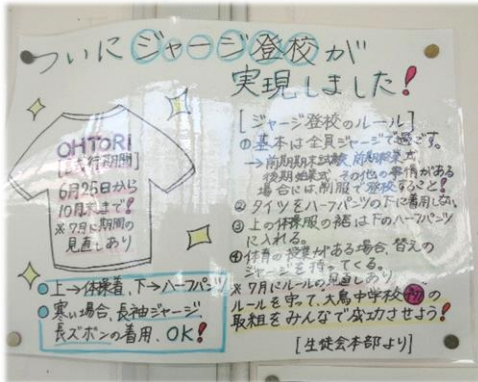 ついにジャージ登校が
実現しました!
OHTORI
[試行期間]
6月25日から
10月末まで!
※7月に期間の
見直しあり
●上→体操着、下→ハーフパンツ
●寒い場合、長袖ジャージ
長ズボンの着用、OK!
[ジャージ登校のルール]
①基本は全員ジャージで過ごす。
→前期期末試験 前期終業式
後期始業式 その他の事情がある
場合には、制服で登校すること!
②タイツをハーフパンツの下に着用しない
③上の体操服の裾は下のハーフパンツ
に入れる。
④体育の授業がある場合、替えの
ジャージを持ってくる。
※7月にルールの見直しあり
ルールを守って、大鳥中学校の
取組をみんなで成功させよう!
[生徒会本部より]